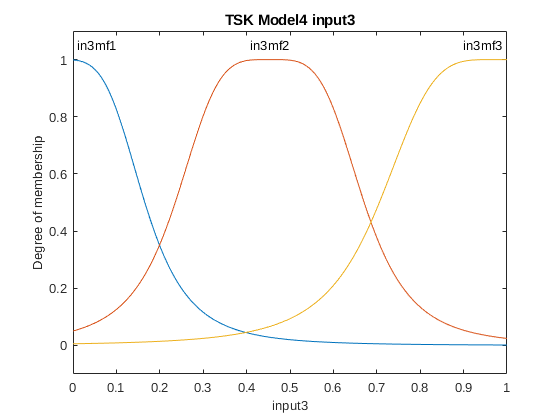 TSK Model4 input3
in3mf1 in3mf2 in3mf3
1
0.8
0.6
0.4
0.2
0
Degree of membership
0 0.1 0.2 0.3 0.4 0.5 0.6 0.7 0.8 0.9 1
input3